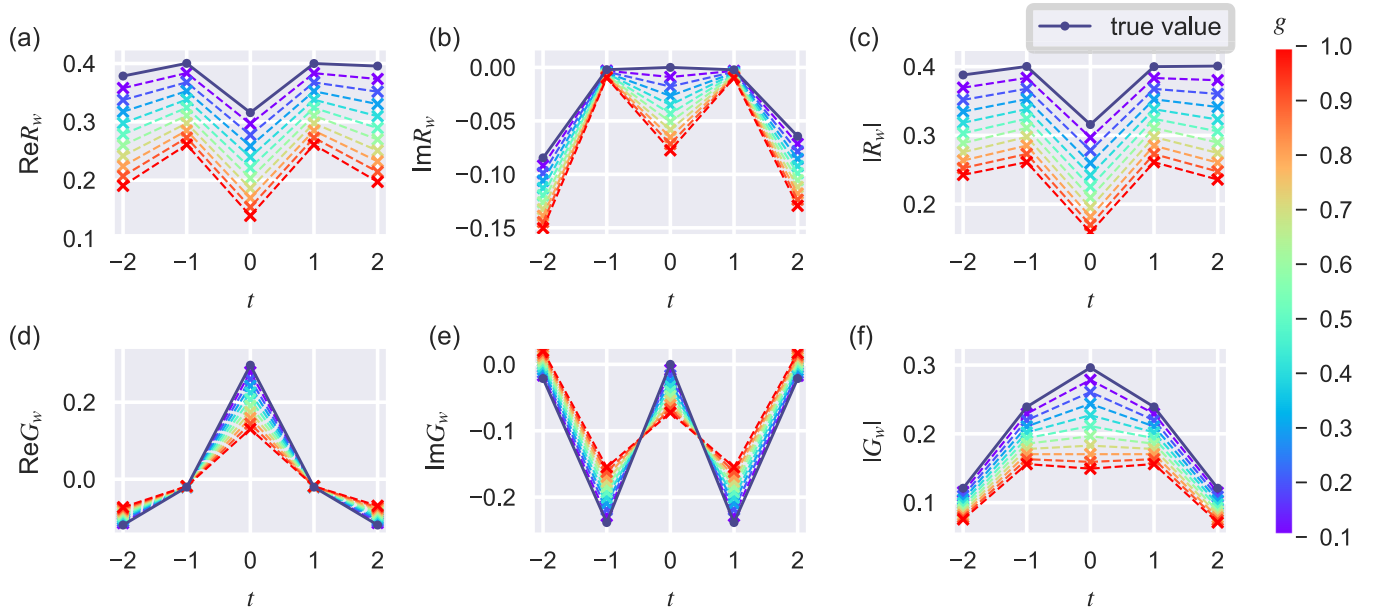 true value
(a)
(b)
(c)
g
ReR_w
0.4
0.3
0.2
0.1
−2
−1
0
1
2
t
ImR_w
0.00
−0.05
−0.10
−0.15
−2
−1
0
1
2
t
|R_w|
0.4
0.3
0.2
−2
−1
0
1
2
t
(d)
(e)
(f)
ReG_w
0.2
0.0
−2
−1
0
1
2
t
ImG_w
0.0
−0.1
−0.2
−2
−1
0
1
2
t
|G_w|
0.3
0.2
0.1
−2
−1
0
1
2
t
1.0
0.9
0.8
0.7
0.6
0.5
0.4
0.3
0.2
0.1